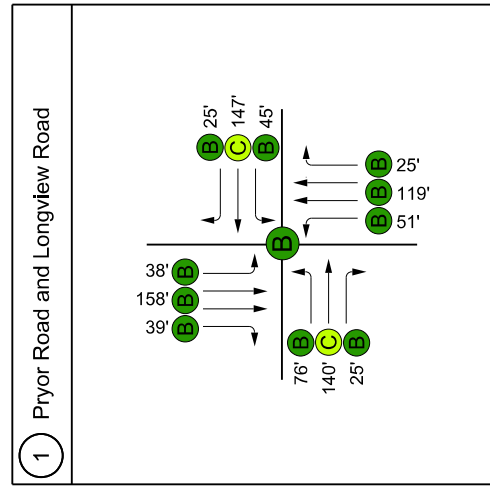 1 Pryor Road and Longview Road
B 25'
C 147'
B 45'
38' B
158' B
39' B
B
B 25'
B 119'
B 51'
76' B
140' C
25' B